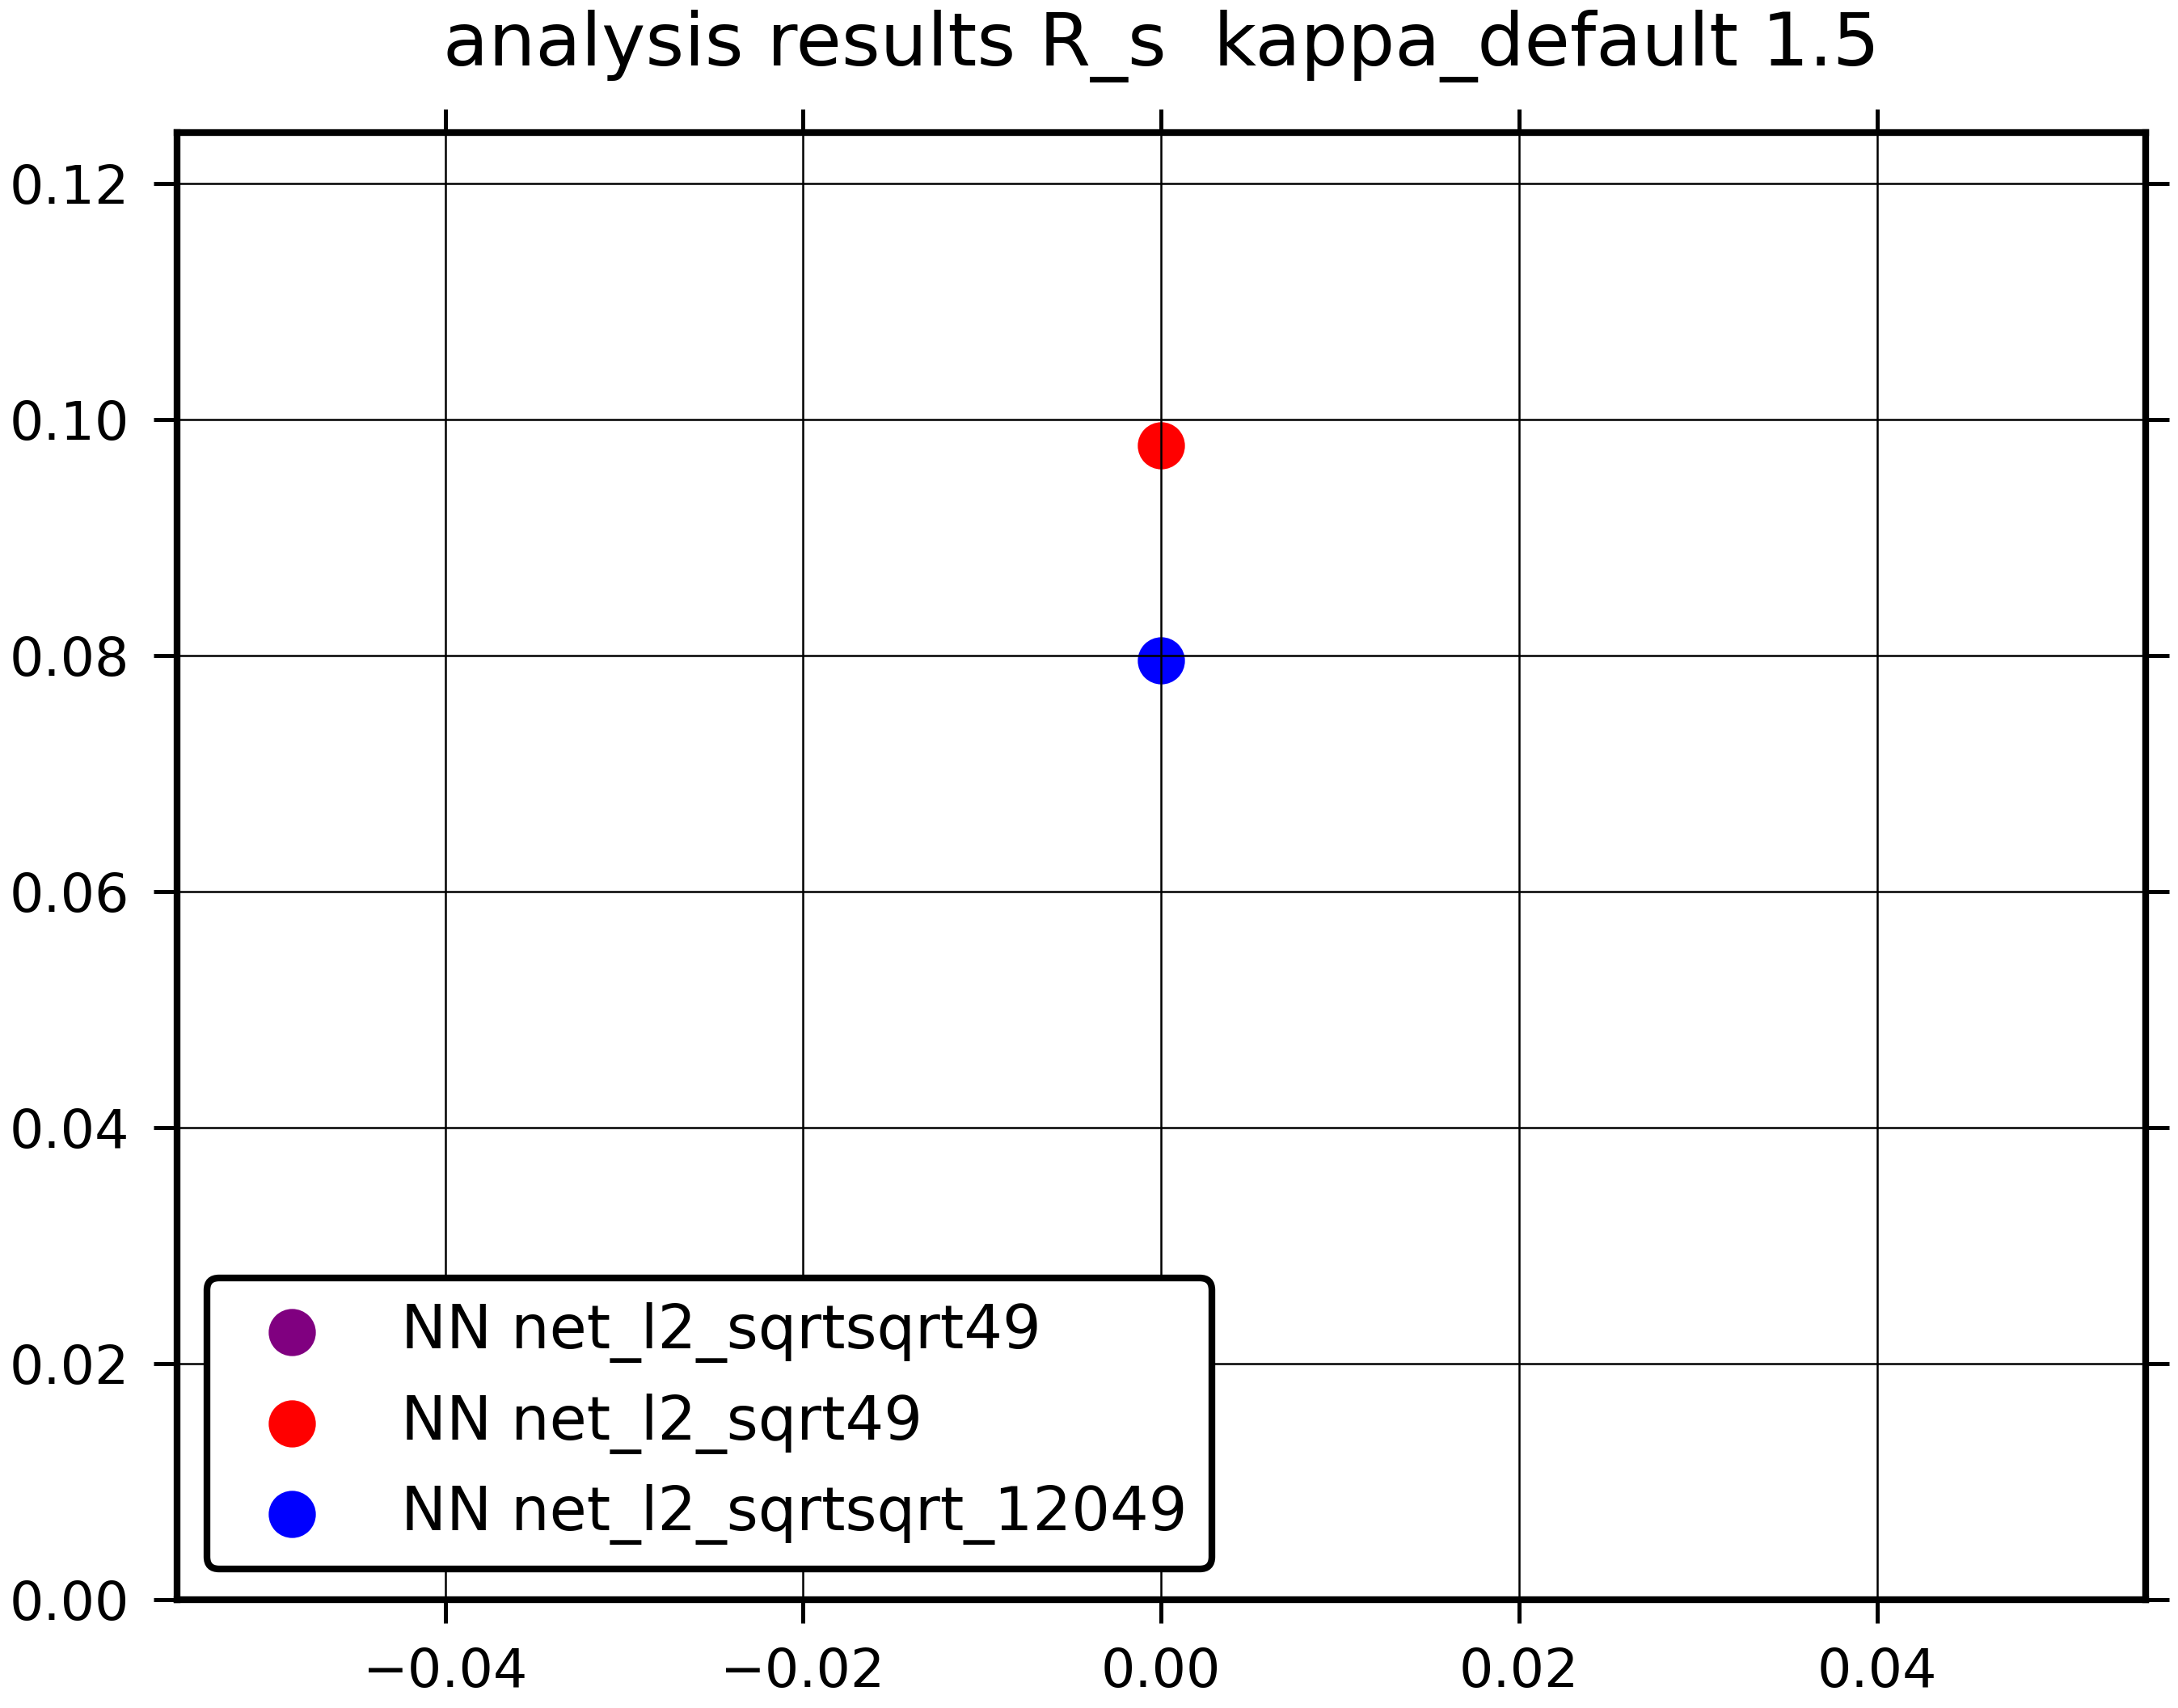 analysis results R_s  kappa_default 1.5
0.12
0.10
0.08
0.06
0.04
0.02
0.00
NN net_l2_sqrtsqrt49
NN net_l2_sqrt49
NN net_l2_sqrtsqrt_12049
−0.04 −0.02 0.00 0.02 0.04